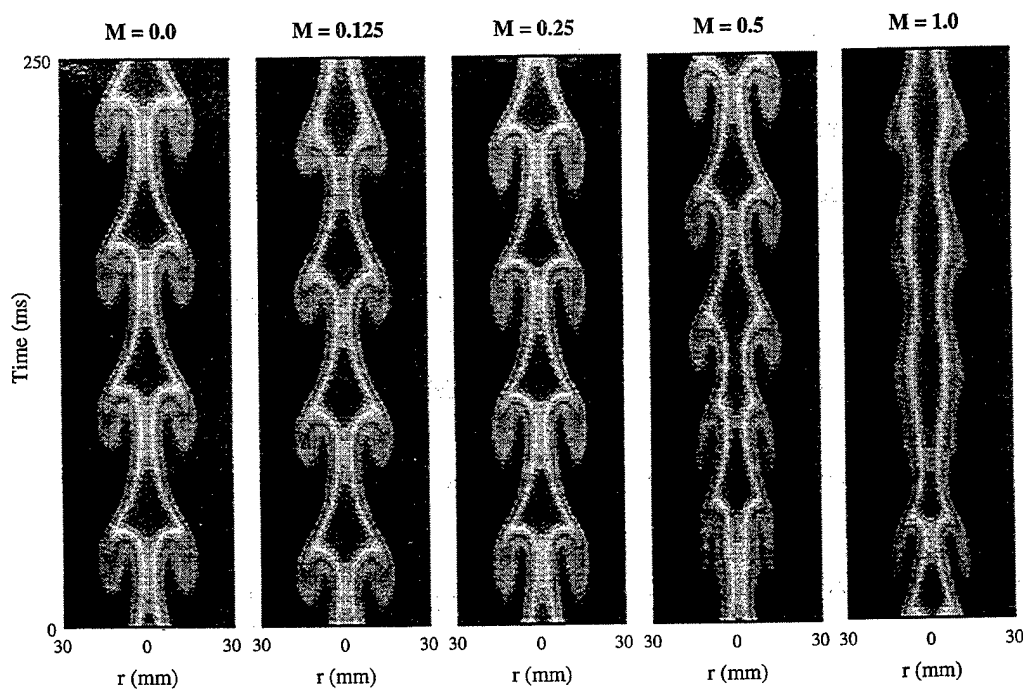 M = 0.0 M = 0.125 M = 0.25 M = 0.5 M = 1.0
250
Time (ms)
0
30 0 30 30 0 30 30 0 30 30 0 30 30 0 30
r (mm) r (mm) r (mm) r (mm) r (mm)